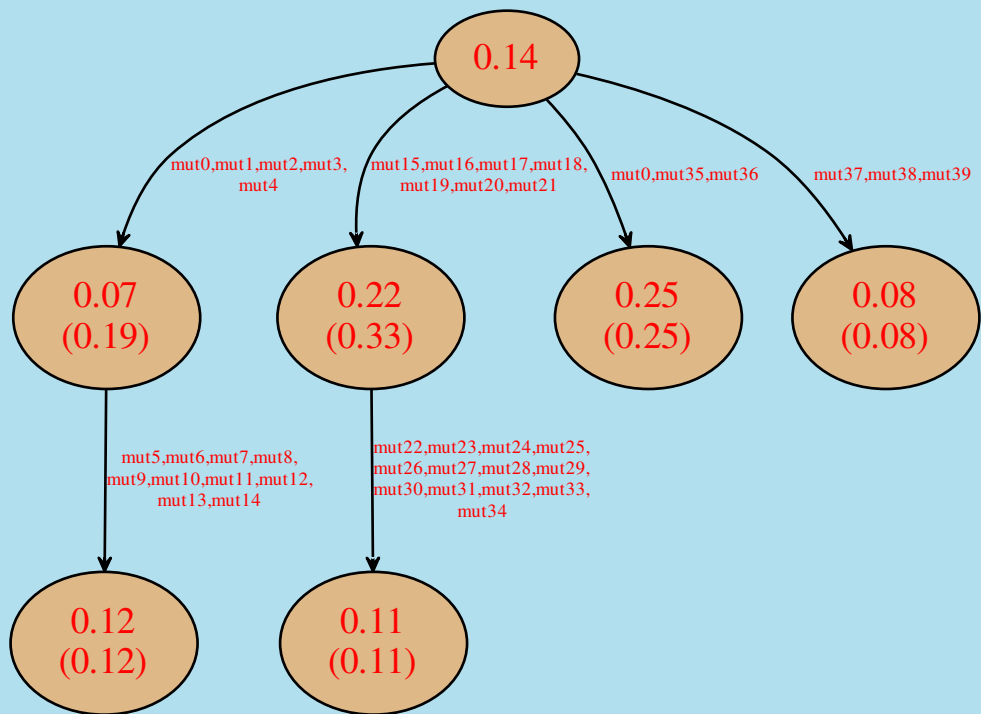 0.14
mut0,mut1,mut2,mut3,
mut4
mut15,mut16,mut17,mut18,
mut19,mut20,mut21
mut0,mut35,mut36
mut37,mut38,mut39
0.07
(0.19)
0.22
(0.33)
0.25
(0.25)
0.08
(0.08)
mut5,mut6,mut7,mut8,
mut9,mut10,mut11,mut12,
mut13,mut14
mut22,mut23,mut24,mut25,
mut26,mut27,mut28,mut29,
mut30,mut31,mut32,mut33,
mut34
0.12
(0.12)
0.11
(0.11)